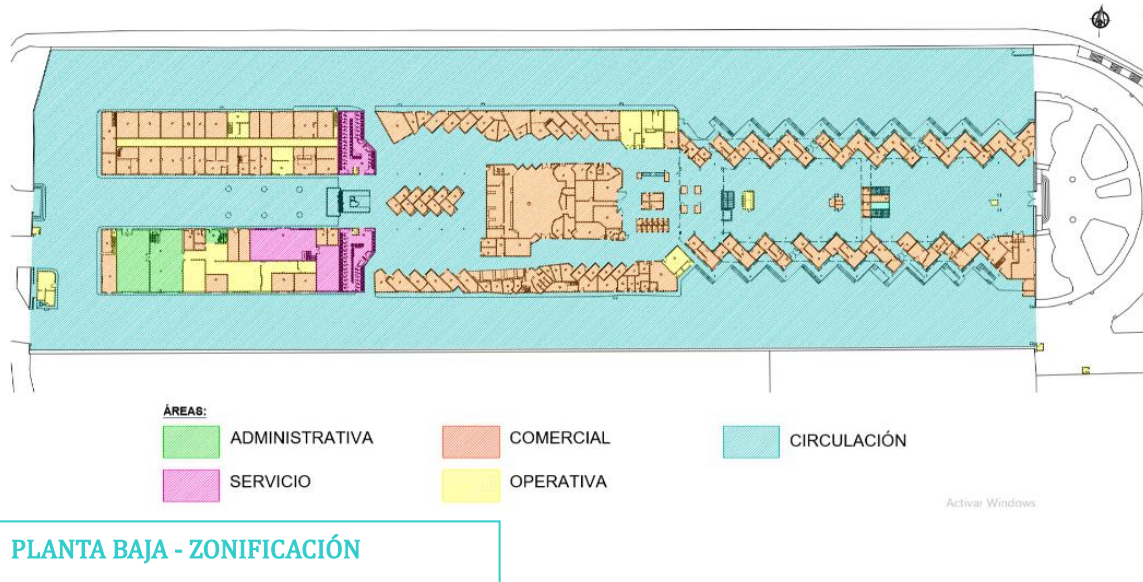 ÁREAS:
ADMINISTRATIVA
COMERCIAL
CIRCULACIÓN
SERVICIO
OPERATIVA
Activar Windows
PLANTA BAJA - ZONIFICACIÓN